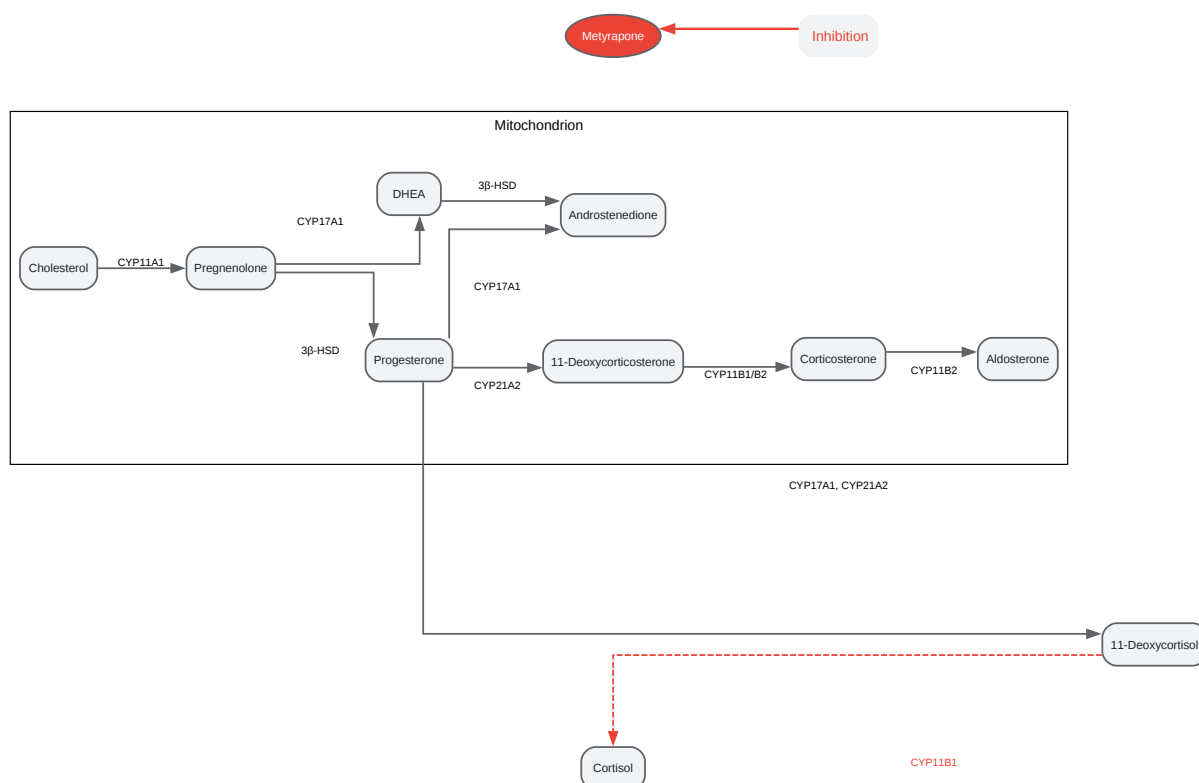 Metyrapone
Inhibition
Mitochondrion
DHEA
3β-HSD
Androstenedione
CYP17A1
Cholesterol
CYP11A1
Pregnenolone
CYP17A1
3β-HSD
Progesterone
CYP21A2
11-Deoxycorticosterone
CYP11B1/B2
Corticosterone
CYP11B2
Aldosterone
CYP17A1, CYP21A2
11-Deoxycortisol
Cortisol
CYP11B1